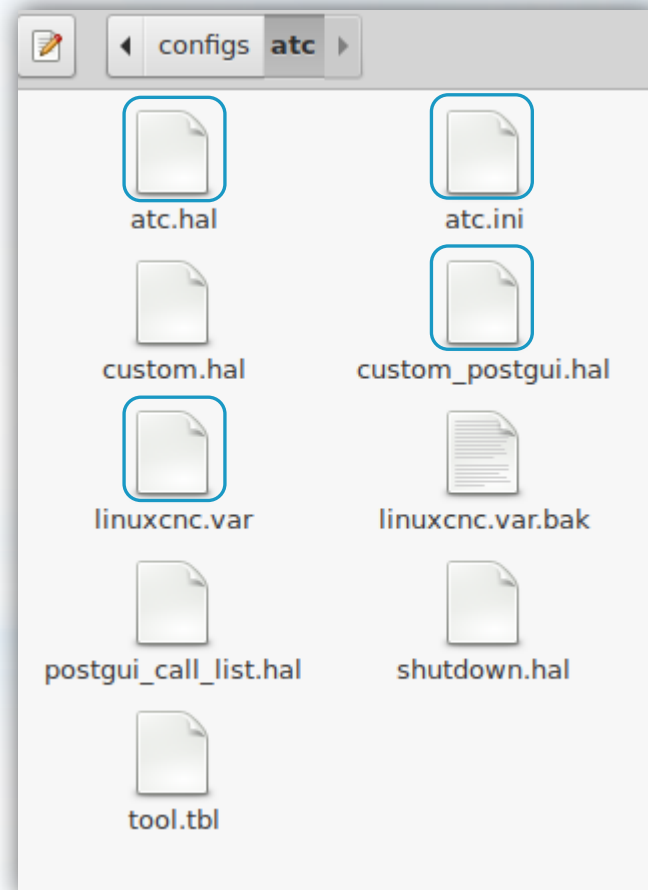 configs atc
atc.hal atc.ini
custom.hal custom_postgui.hal
linuxcnc.var linuxcnc.var.bak
postgui_call_list.hal shutdown.hal
tool.tbl